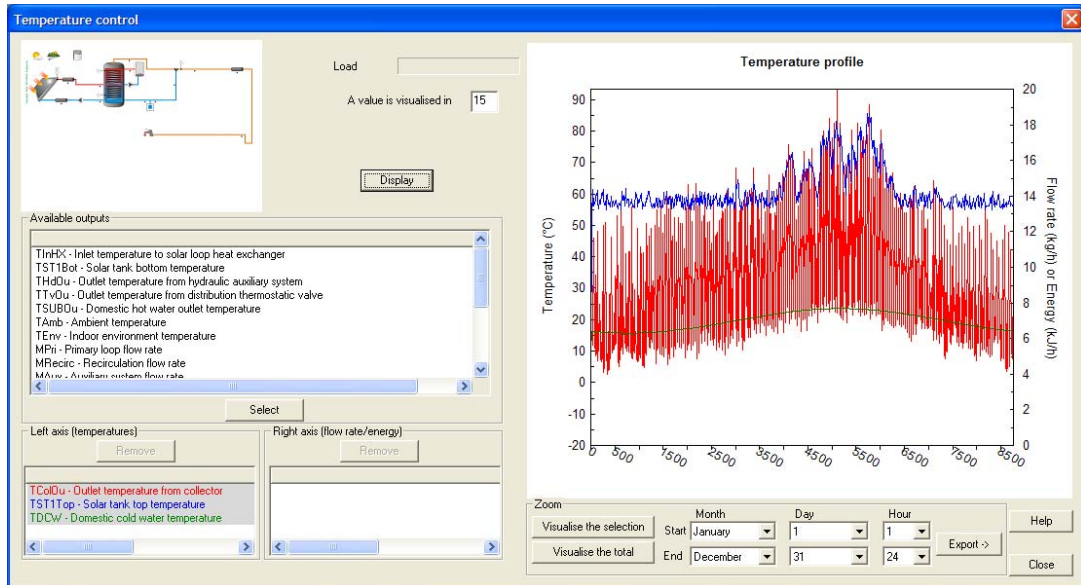 Temperature control
Load
A value is visualised in 15
Display
Available outputs
TInHX - Inlet temperature to solar loop heat exchanger
TST1Bot - Solar tank bottom temperature
THdOu - Outlet temperature from hydraulic auxiliary system
TTvOu - Outlet temperature from distribution thermostatic valve
TSUBOu - Domestic hot water outlet temperature
TAmb - Ambient temperature
TEnv - Indoor environment temperature
MPri - Primary loop flow rate
MRecirc - Recirculation flow rate
MAux - Auxiliary system flow rate
Select
Left axis (temperatures)
Remove
TColOu - Outlet temperature from collector
TST1Top - Solar tank top temperature
TDCW - Domestic cold water temperature
Right axis (flow rate/energy)
Remove
Temperature profile
Temperature (°C)
90
80
70
60
50
40
30
20
10
0
-10
-20
20
18
16
14
12
10
8
6
4
2
0
Flow rate (kg/h) or Energy (kJ/h)
0 500 1500 2500 3500 4500 5500 6500 7500 8500
Zoom
Visualise the selection
Visualise the total
Month Day Hour
Start January 1 1
End December 31 24
Export ->
Help
Close